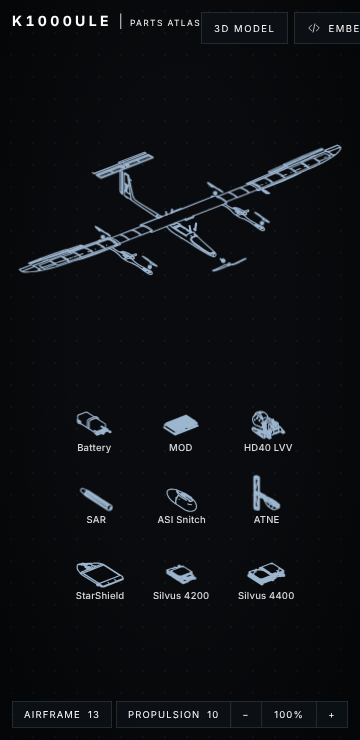 K1000ULE | PARTS ATLAS 3D MODEL </> EMBE
Battery MOD HD40 LVV
SAR ASI Snitch ATNE
StarShield Silvus 4200 Silvus 4400
AIRFRAME 13 PROPULSION 10 − 100% +